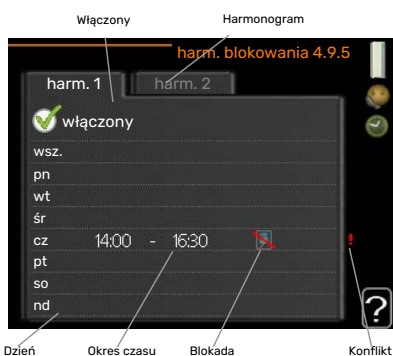 Włączony Harmonogram
harm. blokowania 4.9.5
harm. 1 harm. 2
włączony
wsz.
pn
wt
śr
cz 14:00 - 16:30 !
pt
so
nd
?
Dzień Okres czasu Blokada Konflikt